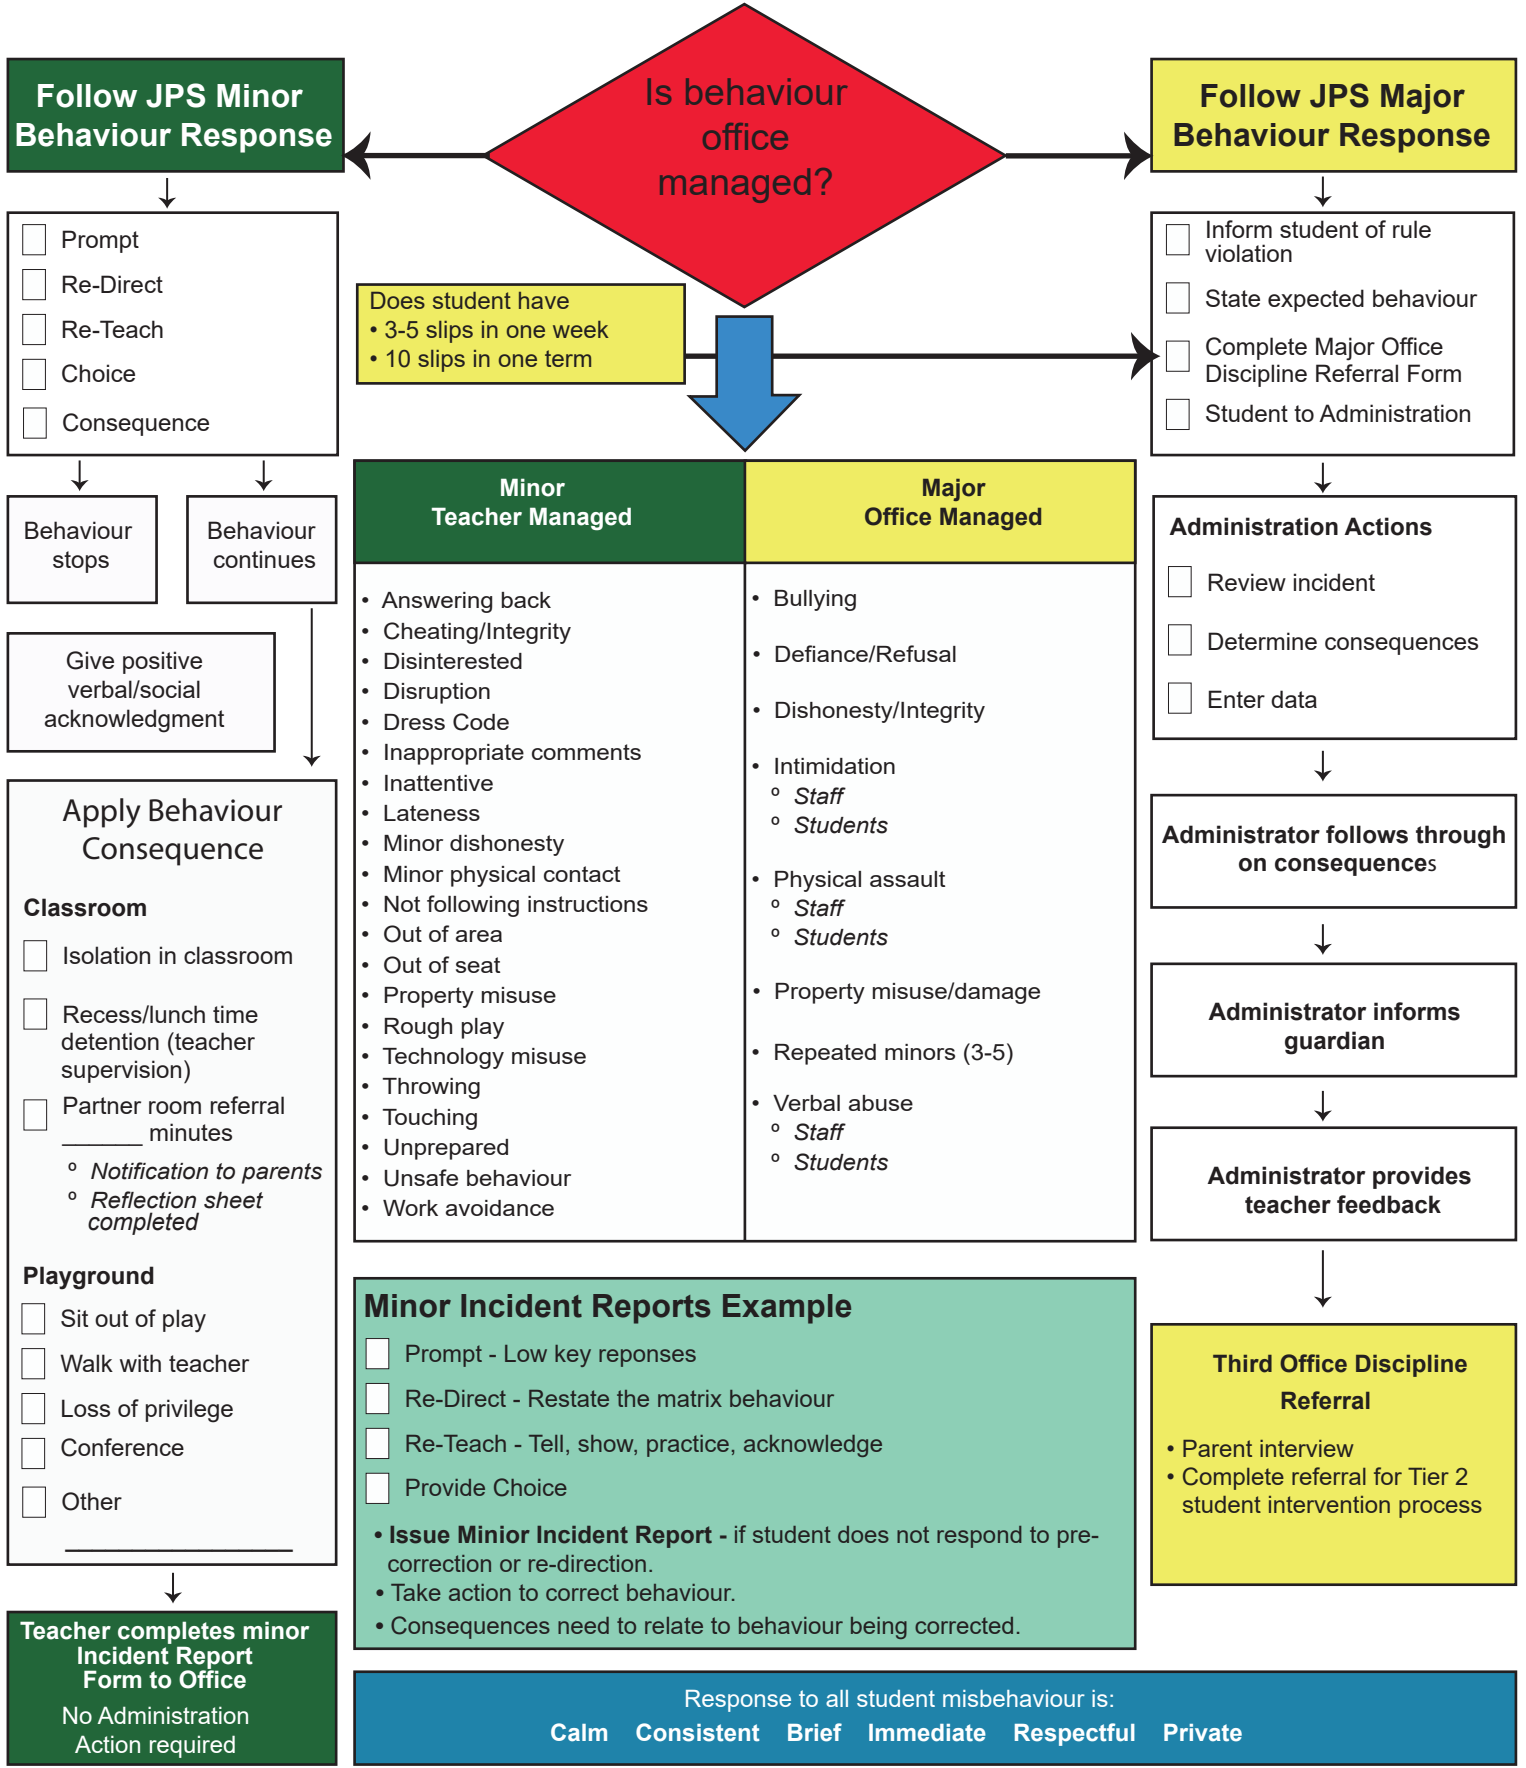 Is behaviour
office
managed?
Follow JPS Minor
Behaviour Response
Prompt
Re-Direct
Re-Teach
Choice
Consequence
Behaviour
stops
Behaviour
continues
Give positive
verbal/social
acknowledgment
Apply Behaviour
Consequence
Classroom
Isolation in classroom
Recess/lunch time
detention (teacher
supervision)
Partner room referral
______ minutes
º Notification to parents
º Reflection sheet
completed
Playground
Sit out of play
Walk with teacher
Loss of privilege
Conference
Other
_________________
Teacher completes minor
Incident Report
Form to Office
No Administration
Action required
Does student have
• 3-5 slips in one week
• 10 slips in one term
Minor
Teacher Managed
• Answering back
• Cheating/Integrity
• Disinterested
• Disruption
• Dress Code
• Inappropriate comments
• Inattentive
• Lateness
• Minor dishonesty
• Minor physical contact
• Not following instructions
• Out of area
• Out of seat
• Property misuse
• Rough play
• Technology misuse
• Throwing
• Touching
• Unprepared
• Unsafe behaviour
• Work avoidance
Major
Office Managed
• Bullying
• Defiance/Refusal
• Dishonesty/Integrity
• Intimidation
º Staff
º Students
• Physical assault
º Staff
º Students
• Property misuse/damage
• Repeated minors (3-5)
• Verbal abuse
º Staff
º Students
Minor Incident Reports Example
Prompt - Low key reponses
Re-Direct - Restate the matrix behaviour
Re-Teach - Tell, show, practice, acknowledge
Provide Choice
• Issue Minior Incident Report - if student does not respond to pre-
correction or re-direction.
• Take action to correct behaviour.
• Consequences need to relate to behaviour being corrected.
Follow JPS Major
Behaviour Response
Inform student of rule
violation
State expected behaviour
Complete Major Office
Discipline Referral Form
Student to Administration
Administration Actions
Review incident
Determine consequences
Enter data
Administrator follows through
on consequences
Administrator informs
guardian
Administrator provides
teacher feedback
Third Office Discipline
Referral
• Parent interview
• Complete referral for Tier 2
student intervention process
Response to all student misbehaviour is:
Calm Consistent Brief Immediate Respectful Private